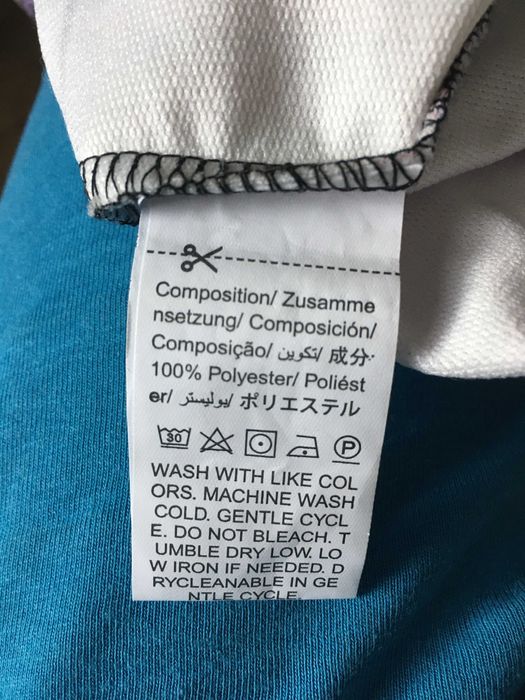 Composition/ Zusamme
nsetzung/ Composición/
Composição/ تكوين/ 成分·
100% Polyester/ Poliést
er/ بوليستر/ ポリエステル
30 P
WASH WITH LIKE COL
ORS. MACHINE WASH
COLD. GENTLE CYCL
E. DO NOT BLEACH. T
UMBLE DRY LOW. LO
W IRON IF NEEDED. D
RYCLEANABLE IN GE
NTLE CYCLE.